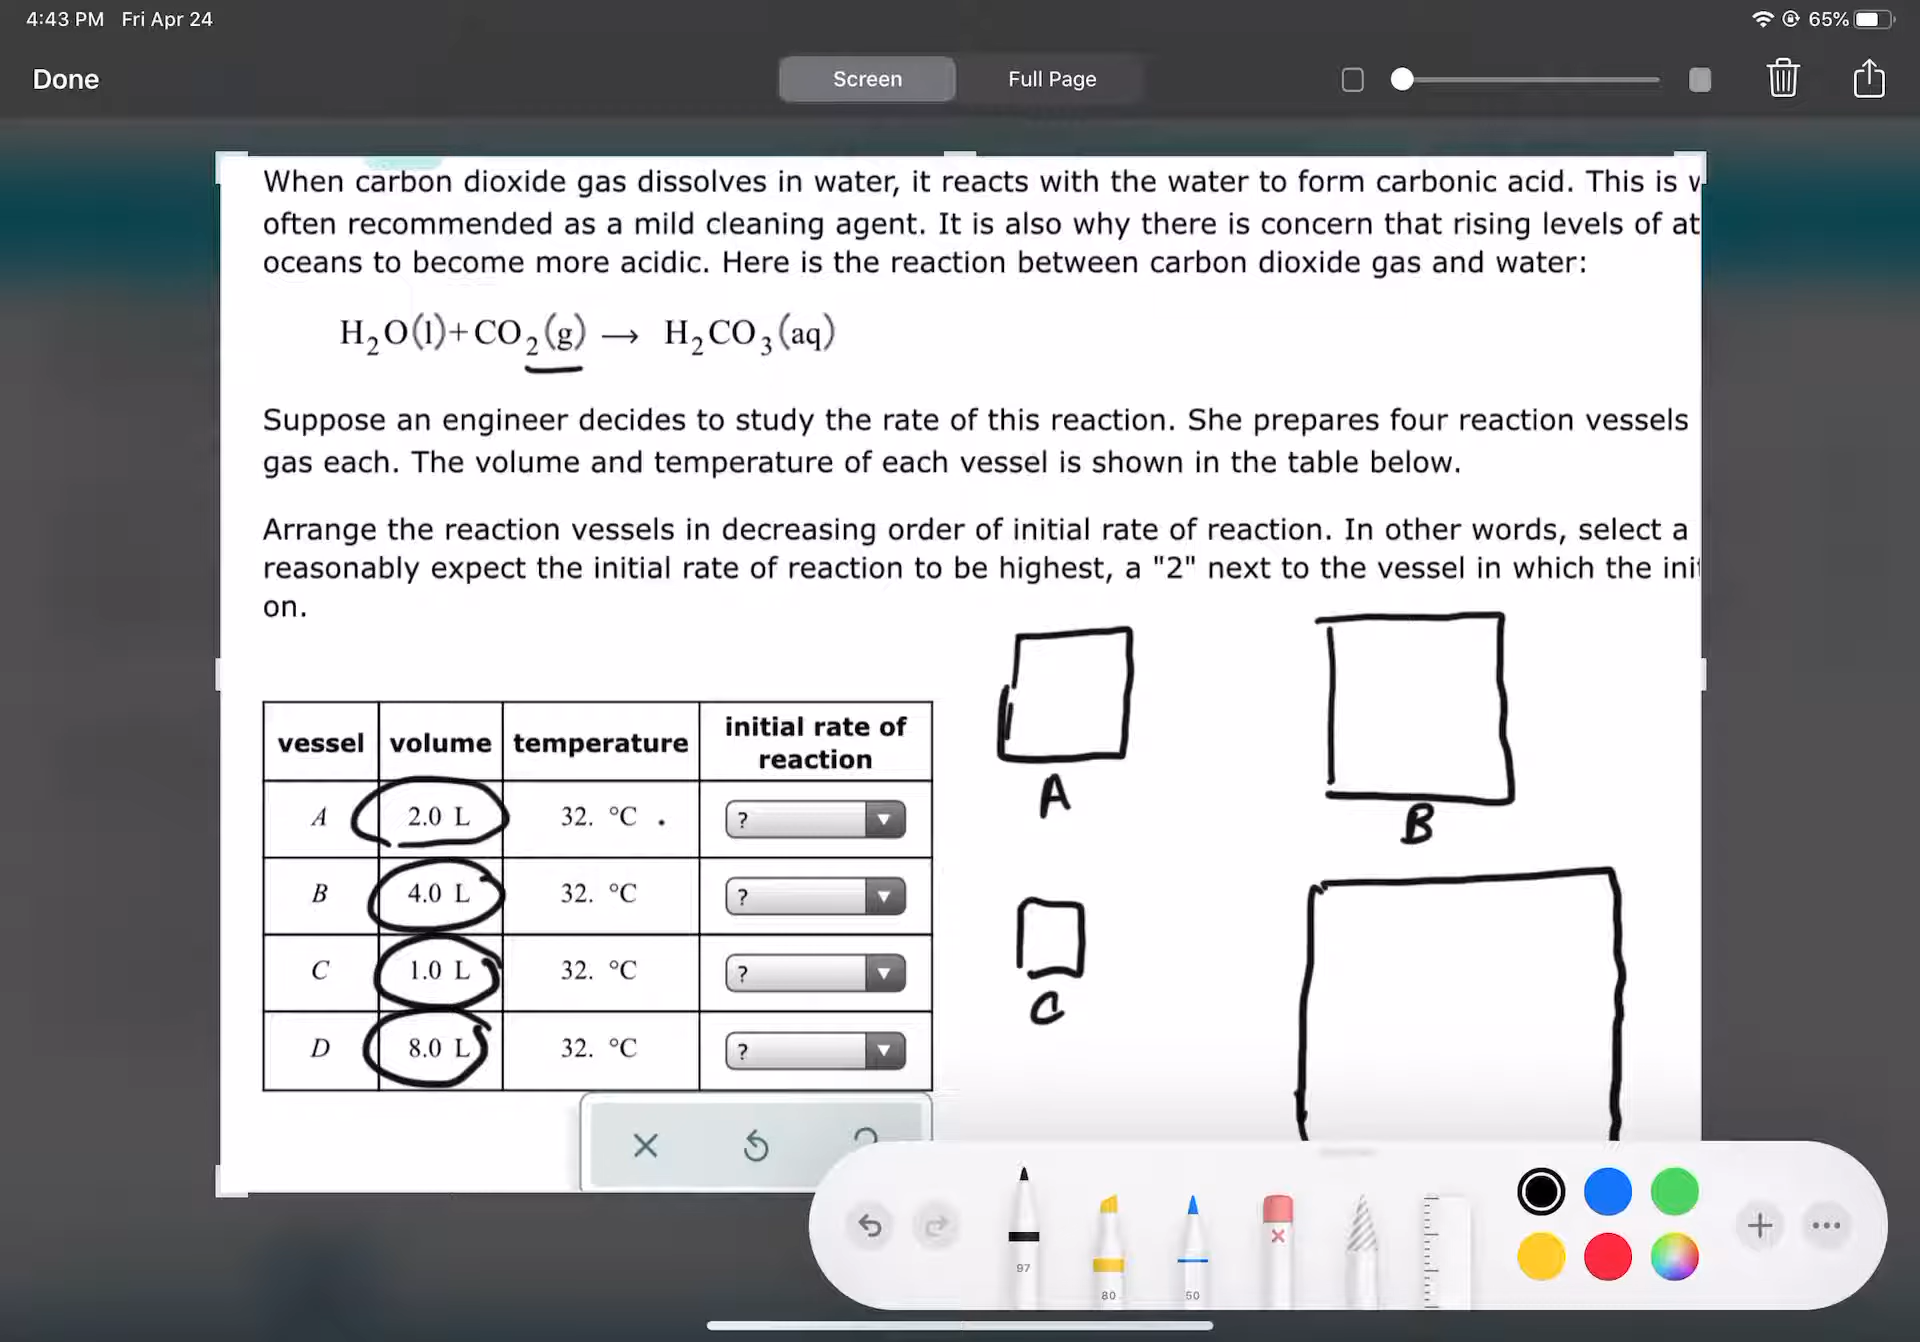 4:43 PM Fri Apr 24
65%
Done
Screen
Full Page
When carbon dioxide gas dissolves in water, it reacts with the water to form carbonic acid. This is
often recommended as a mild cleaning agent. It is also why there is concern that rising levels of at
oceans to become more acidic. Here is the reaction between carbon dioxide gas and water:
H₂O(l)+CO₂(g) → H₂CO₃(aq)
Suppose an engineer decides to study the rate of this reaction. She prepares four reaction vessels
gas each. The volume and temperature of each vessel is shown in the table below.
Arrange the reaction vessels in decreasing order of initial rate of reaction. In other words, select a
reasonably expect the initial rate of reaction to be highest, a "2" next to the vessel in which the ini
on.
vessel volume temperature initial rate of reaction
A 2.0 L 32. °C ?
B 4.0 L 32. °C ?
C 1.0 L 32. °C ?
D 8.0 L 32. °C ?
A
B
C
97
80
50